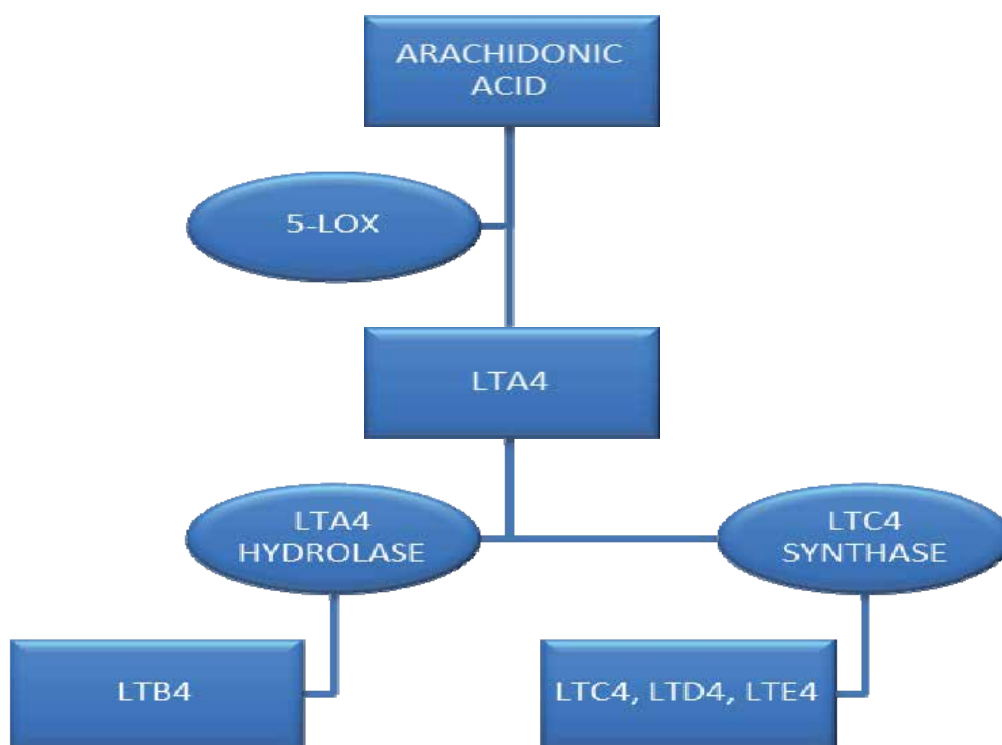 ARACHIDONIC
ACID
5-LOX
LTA4
LTA4
HYDROLASE
LTC4
SYNTHASE
LTB4
LTC4, LTD4, LTE4